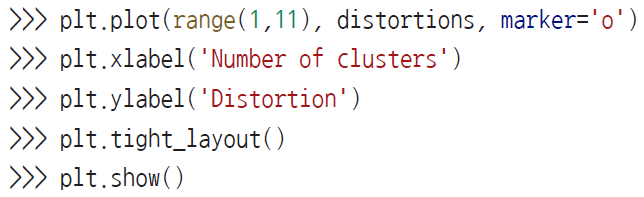 >>> plt.plot(range(1,11), distortions, marker='o')
>>> plt.xlabel('Number of clusters')
>>> plt.ylabel('Distortion')
>>> plt.tight_layout()
>>> plt.show()